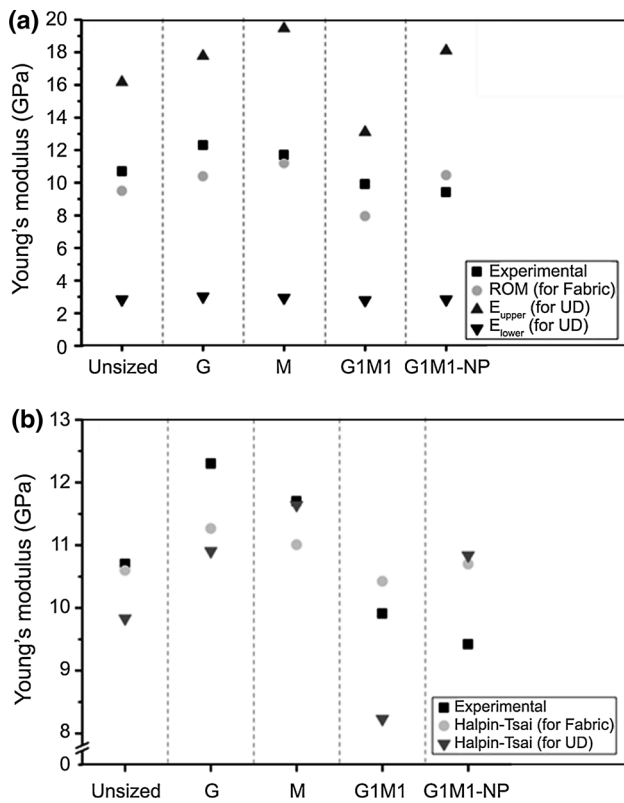 (a)
Young's modulus (GPa)
20
18
16
14
12
10
8
6
4
2
0
Experimental
ROM (for Fabric)
Eupper (for UD)
Elower (for UD)
Unsized G M G1M1 G1M1-NP
(b)
Young's modulus (GPa)
13
12
11
10
9
8
0
Experimental
Halpin-Tsai (for Fabric)
Halpin-Tsai (for UD)
Unsized G M G1M1 G1M1-NP